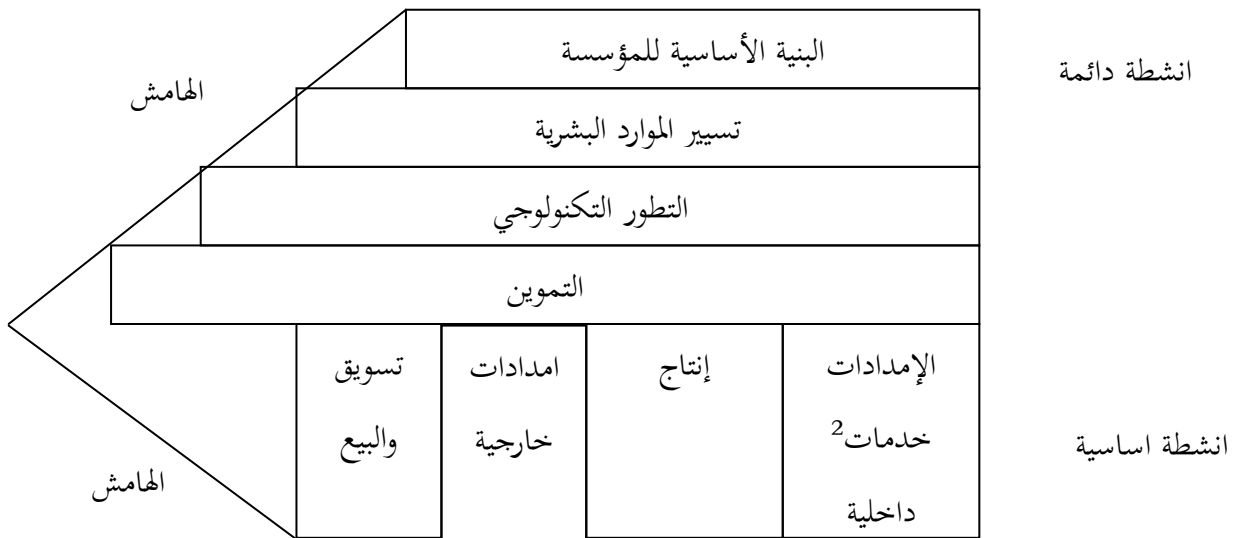 البنية الأساسية للمؤسسة
انشطة دائمة
الهامش
تسيير الموارد البشرية
التطور التكنولوجي
التموين
الإمدادات
خدمات²
داخلية
إنتاج
امدادات
خارجية
تسويق
والبيع
انشطة اساسية
الهامش